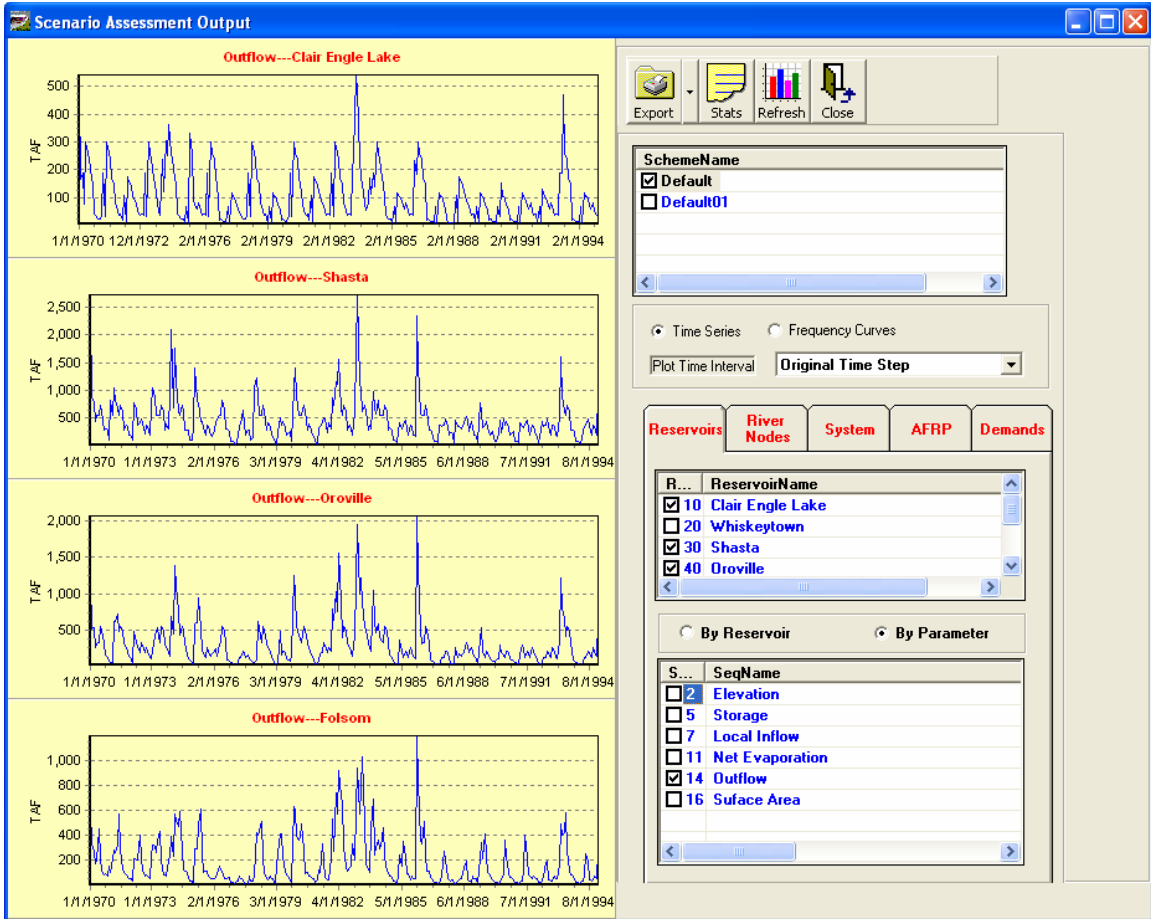 Scenario Assessment Output
Outflow---Clair Engle Lake
500
400
300
200
100
TAF
1/1/1970 12/1/1972 2/1/1976 2/1/1979 2/1/1982 2/1/1985 2/1/1988 2/1/1991 2/1/1994
Outflow---Shasta
2,500
2,000
1,500
1,000
500
TAF
1/1/1970 1/1/1973 2/1/1976 3/1/1979 4/1/1982 5/1/1985 6/1/1988 7/1/1991 8/1/1994
Outflow---Oroville
2,000
1,500
1,000
500
TAF
1/1/1970 1/1/1973 2/1/1976 3/1/1979 4/1/1982 5/1/1985 6/1/1988 7/1/1991 8/1/1994
Outflow---Folsom
1,000
800
600
400
200
TAF
1/1/1970 1/1/1973 2/1/1976 3/1/1979 4/1/1982 5/1/1985 6/1/1988 7/1/1991 8/1/1994
Export Stats Refresh Close
SchemeName
Default
Default01
Time Series Frequency Curves
Plot Time Interval Original Time Step
Reservoirs River Nodes System AFRP Demands
R... ReservoirName
10 Clair Engle Lake
20 Whiskeytown
30 Shasta
40 Oroville
By Reservoir By Parameter
S... SeqName
2 Elevation
5 Storage
7 Local Inflow
11 Net Evaporation
14 Outflow
16 Suface Area